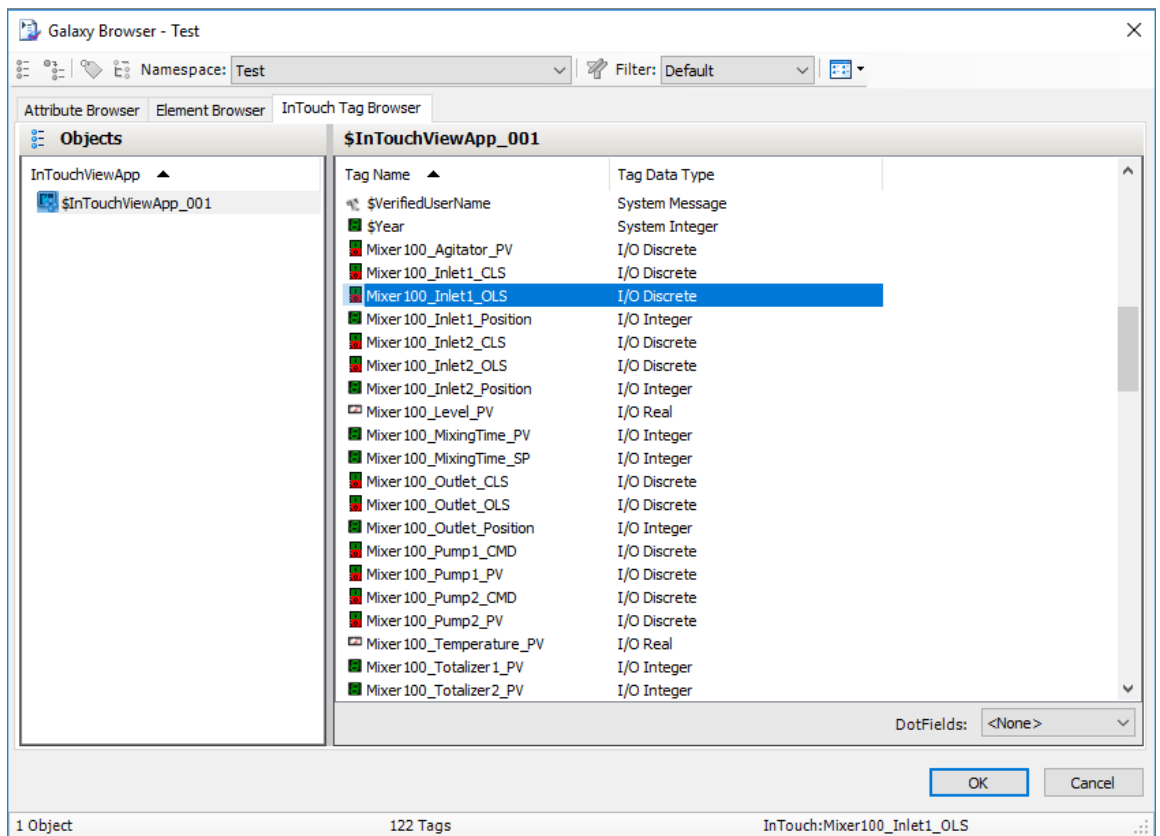 Galaxy Browser - Test
Namespace: Test Filter: Default
Attribute Browser Element Browser InTouch Tag Browser
Objects $InTouchViewApp_001
InTouchViewApp Tag Name Tag Data Type
$InTouchViewApp_001 $VerifiedUserName System Message
$Year System Integer
Mixer100_Agitator_PV I/O Discrete
Mixer100_Inlet1_CLS I/O Discrete
Mixer100_Inlet1_OLS I/O Discrete
Mixer100_Inlet1_Position I/O Integer
Mixer100_Inlet2_CLS I/O Discrete
Mixer100_Inlet2_OLS I/O Discrete
Mixer100_Inlet2_Position I/O Integer
Mixer100_Level_PV I/O Real
Mixer100_MixingTime_PV I/O Integer
Mixer100_MixingTime_SP I/O Integer
Mixer100_Outlet_CLS I/O Discrete
Mixer100_Outlet_OLS I/O Discrete
Mixer100_Outlet_Position I/O Integer
Mixer100_Pump1_CMD I/O Discrete
Mixer100_Pump1_PV I/O Discrete
Mixer100_Pump2_CMD I/O Discrete
Mixer100_Pump2_PV I/O Discrete
Mixer100_Temperature_PV I/O Real
Mixer100_Totalizer1_PV I/O Integer
Mixer100_Totalizer2_PV I/O Integer
DotFields: <None>
OK Cancel
1 Object 122 Tags InTouch:Mixer100_Inlet1_OLS